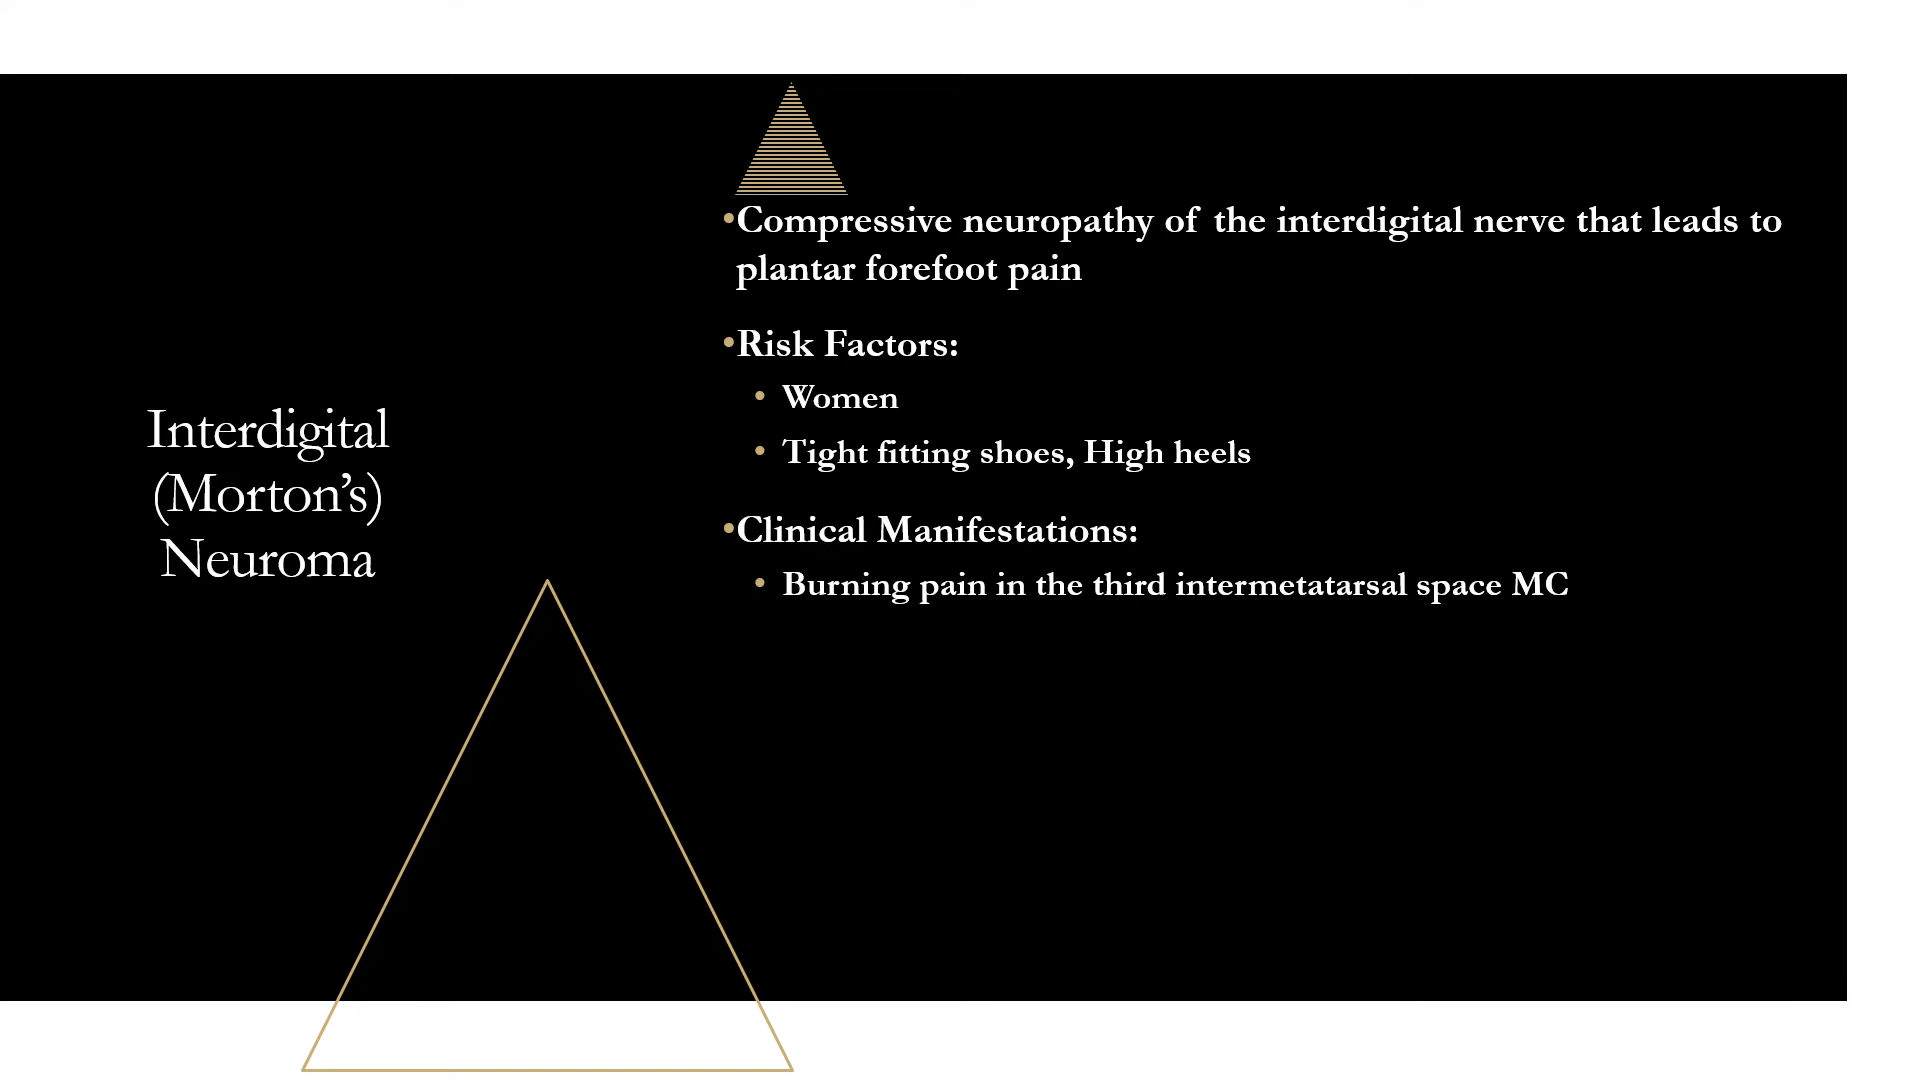 Interdigital
(Morton’s)
Neuroma
•Compressive neuropathy of the interdigital nerve that leads to
plantar forefoot pain
•Risk Factors:
• Women
• Tight fitting shoes, High heels
•Clinical Manifestations:
• Burning pain in the third intermetatarsal space MC